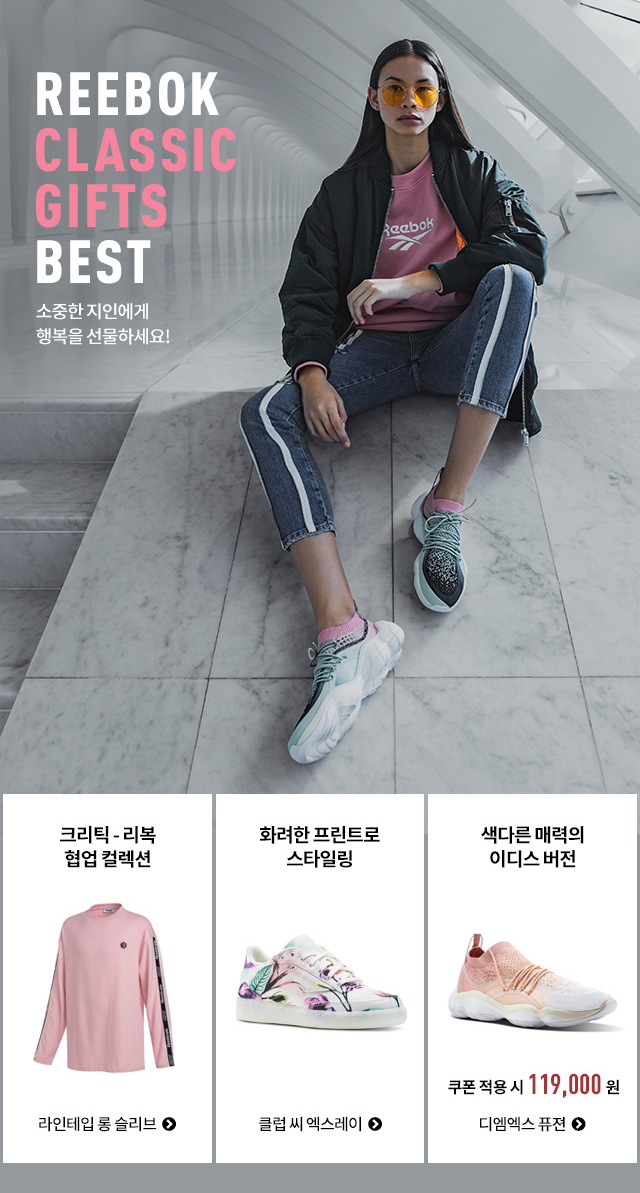 REEBOK
CLASSIC
GIFTS
BEST
소중한 지인에게
행복을 선물하세요!
Reebok
크리틱 - 리복
협업 컬렉션
라인테입 롱 슬리브
화려한 프린트로
스타일링
클럽 씨 엑스레이
색다른 매력의
이디스 버전
쿠폰 적용 시 119,000 원
디엠엑스 퓨젼